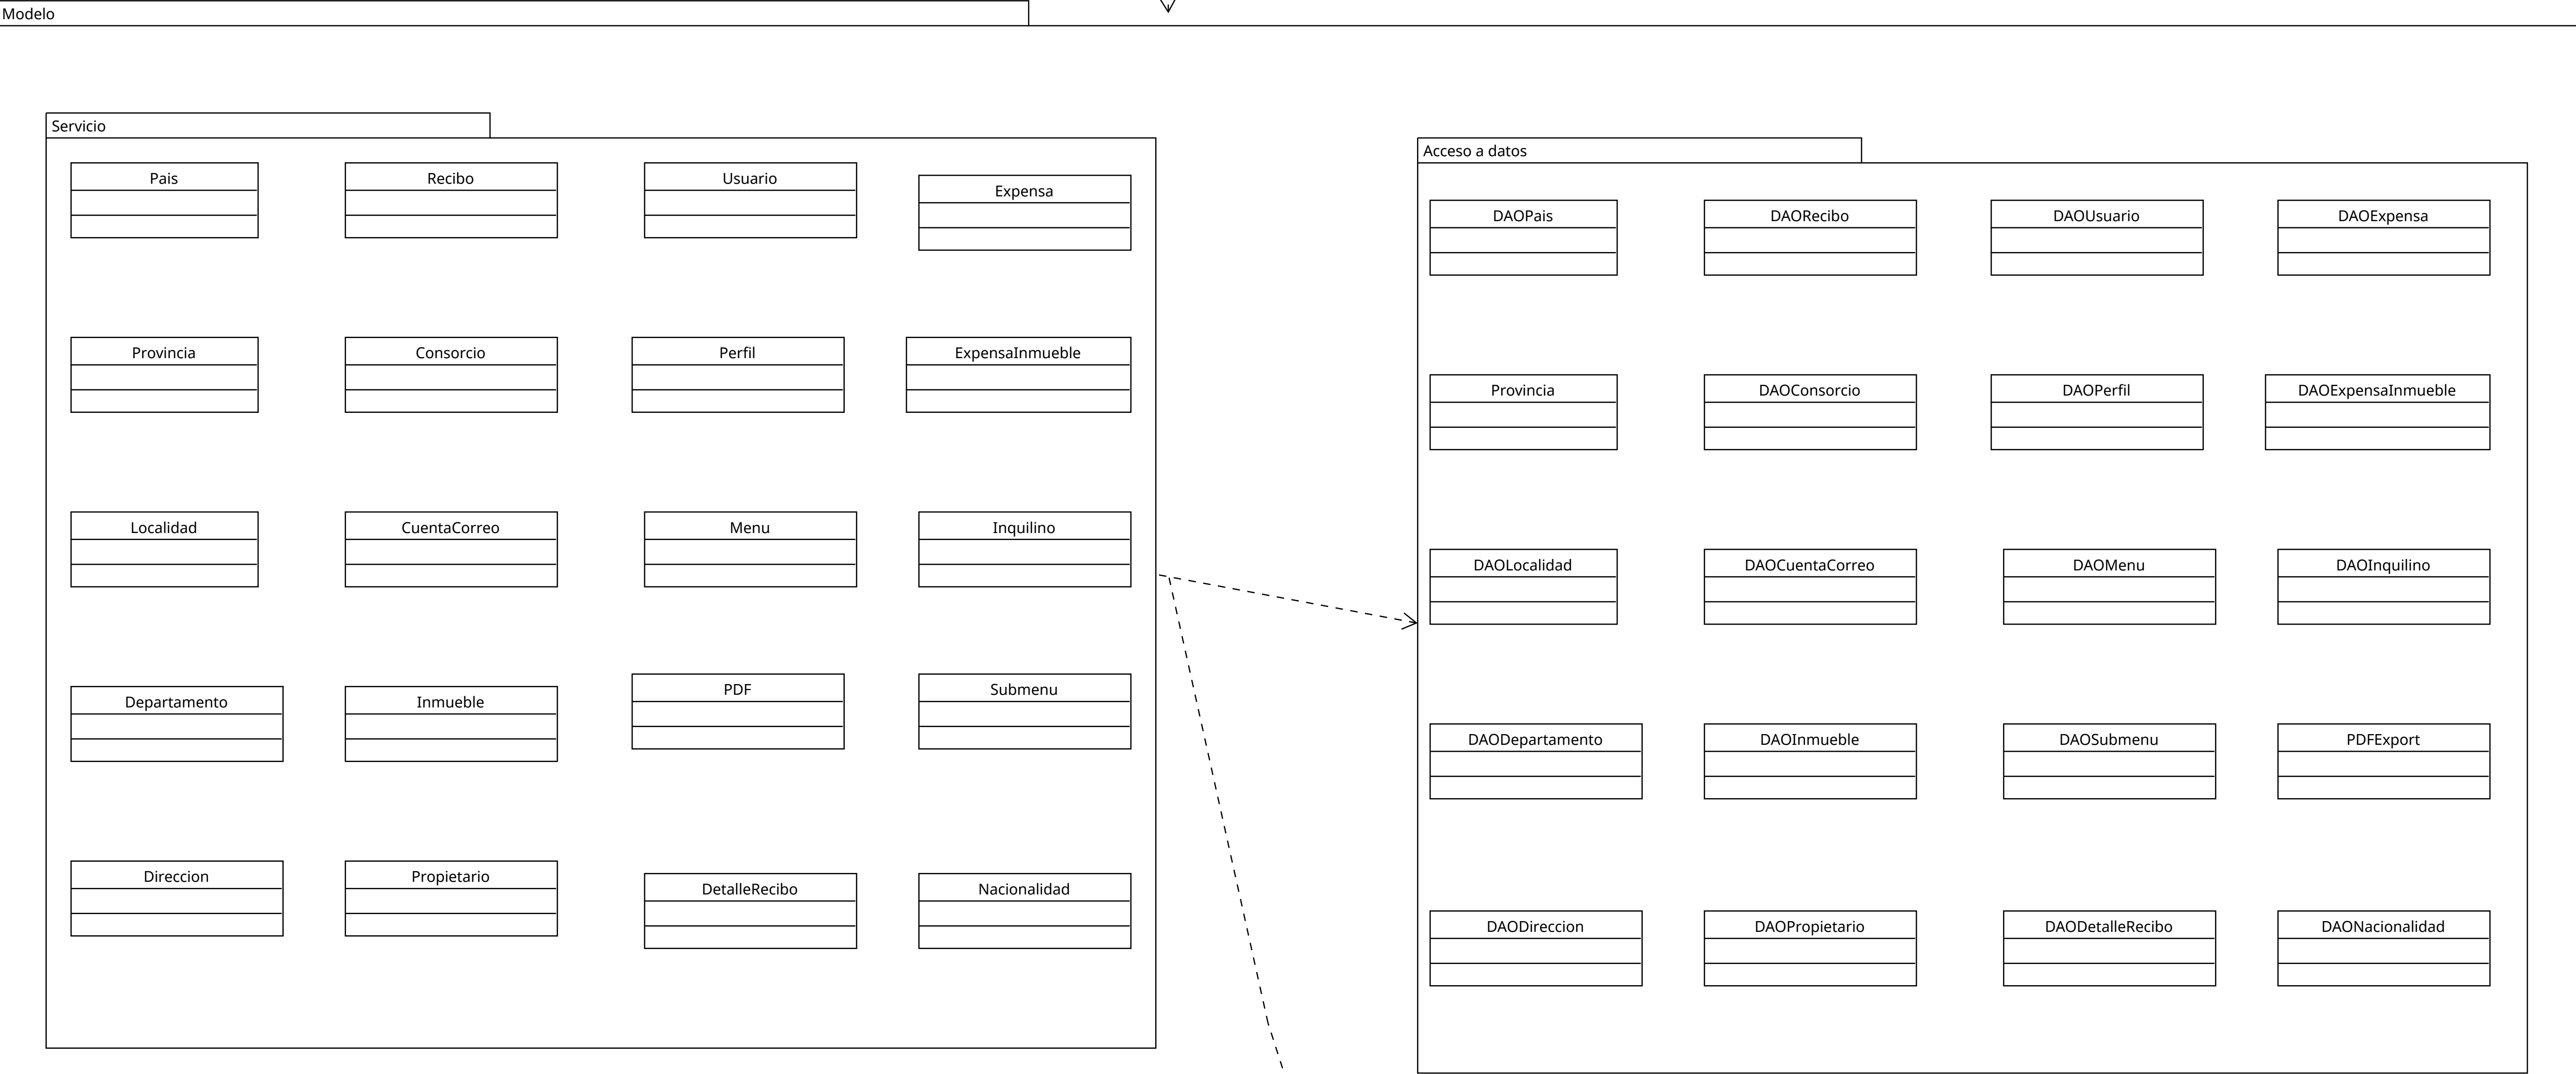 Modelo
Servicio
Pais
Recibo
Usuario
Expensa
Provincia
Consorcio
Perfil
ExpensaInmueble
Localidad
CuentaCorreo
Menu
Inquilino
Departamento
Inmueble
PDF
Submenu
Direccion
Propietario
DetalleRecibo
Nacionalidad
Acceso a datos
DAOPais
DAORecibo
DAOUsuario
DAOExpensa
Provincia
DAOConsorcio
DAOPerfil
DAOExpensaInmueble
DAOLocalidad
DAOCuentaCorreo
DAOMenu
DAOInquilino
DAODepartamento
DAOInmueble
DAOSubmenu
PDFExport
DAODireccion
DAOPropietario
DAODetalleRecibo
DAONacionalidad